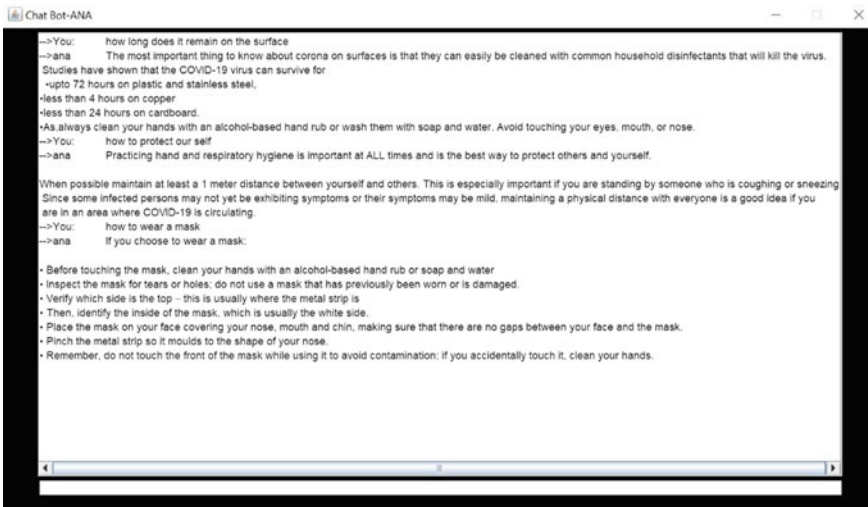 Chat Bot-ANA
-->You: how long does it remain on the surface
-->ana The most important thing to know about corona on surfaces is that they can easily be cleaned with common household disinfectants that will kill the virus.
Studies have shown that the COVID-19 virus can survive for
•upto 72 hours on plastic and stainless steel,
•less than 4 hours on copper
•less than 24 hours on cardboard.
•As,always clean your hands with an alcohol-based hand rub or wash them with soap and water. Avoid touching your eyes, mouth, or nose.
-->You: how to protect our self
-->ana Practicing hand and respiratory hygiene is important at ALL times and is the best way to protect others and yourself.
When possible maintain at least a 1 meter distance between yourself and others. This is especially important if you are standing by someone who is coughing or sneezing
Since some infected persons may not yet be exhibiting symptoms or their symptoms may be mild, maintaining a physical distance with everyone is a good idea if you
are in an area where COVID-19 is circulating.
-->You: how to wear a mask
-->ana If you choose to wear a mask:
• Before touching the mask, clean your hands with an alcohol-based hand rub or soap and water
• Inspect the mask for tears or holes; do not use a mask that has previously been worn or is damaged.
• Verify which side is the top – this is usually where the metal strip is
• Then, identify the inside of the mask, which is usually the white side.
• Place the mask on your face covering your nose, mouth and chin, making sure that there are no gaps between your face and the mask.
• Pinch the metal strip so it moulds to the shape of your nose.
• Remember, do not touch the front of the mask while using it to avoid contamination; if you accidentally touch it, clean your hands.